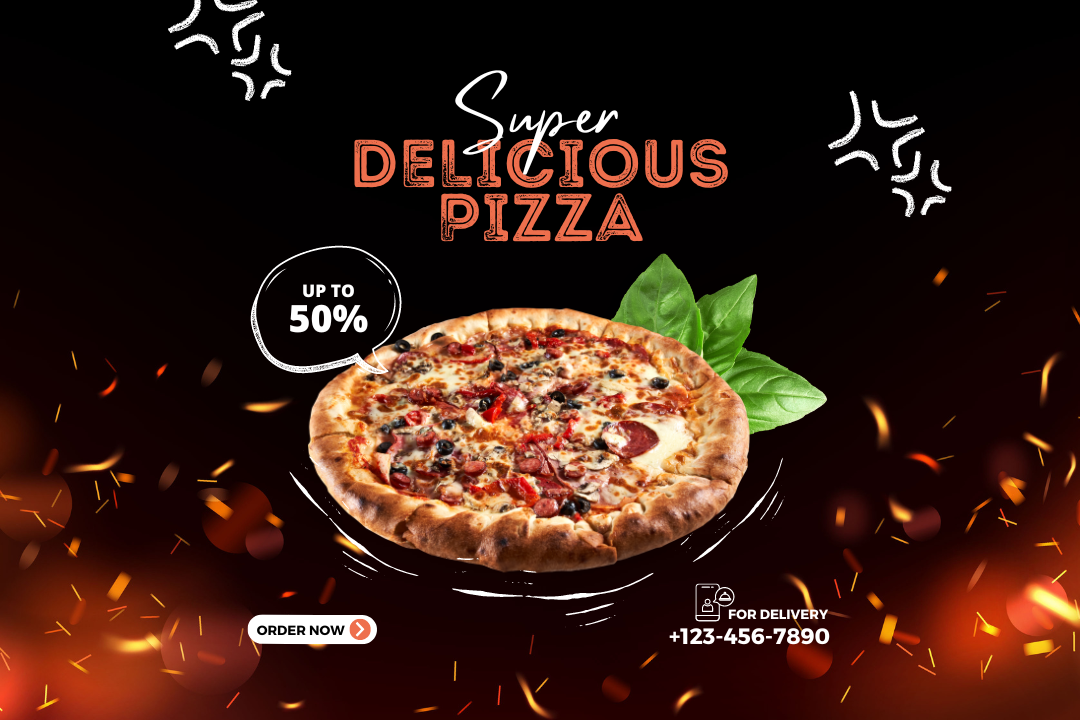 Super
DELICIOUS
PIZZA
UP TO
50%
ORDER NOW
FOR DELIVERY
+123-456-7890